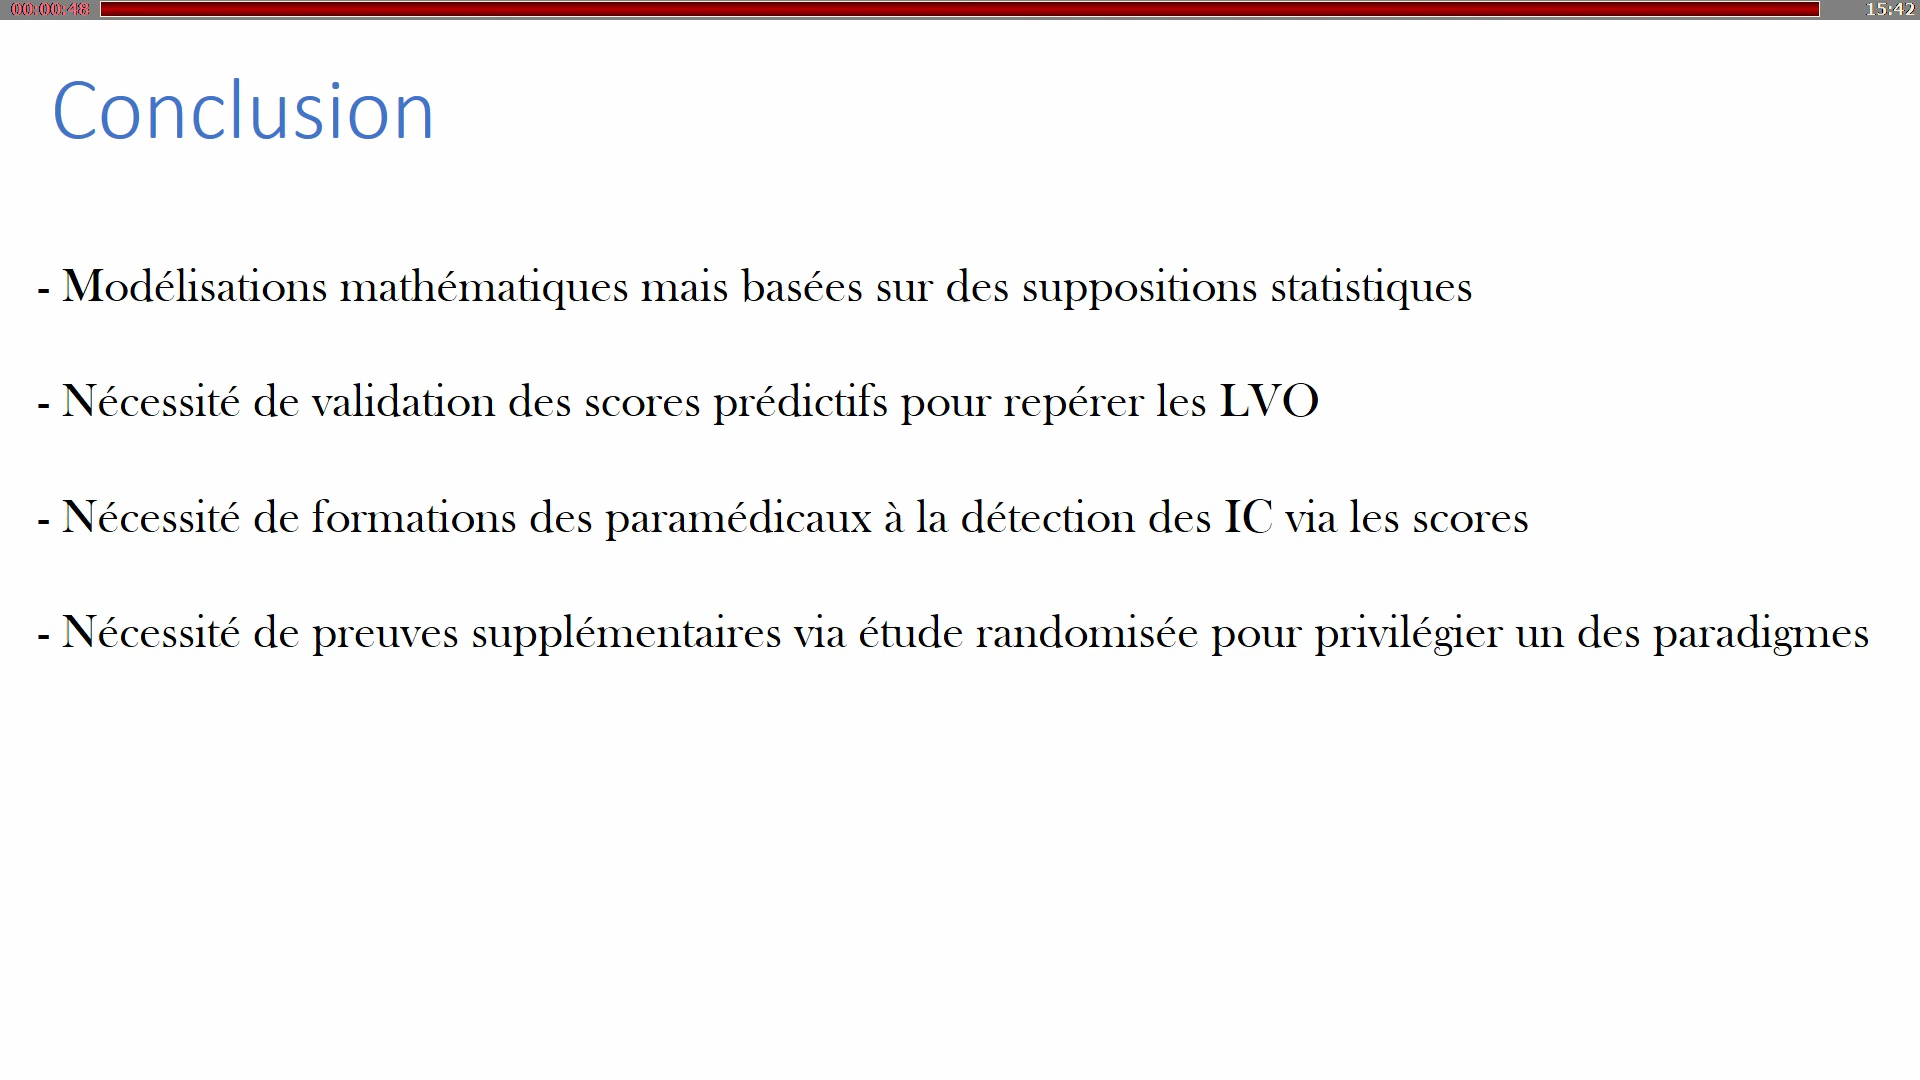 00:00:48
15:42
Conclusion
- Modélisations mathématiques mais basées sur des suppositions statistiques
- Nécessité de validation des scores prédictifs pour repérer les LVO
- Nécessité de formations des paramédicaux à la détection des IC via les scores
- Nécessité de preuves supplémentaires via étude randomisée pour privilégier un des paradigmes